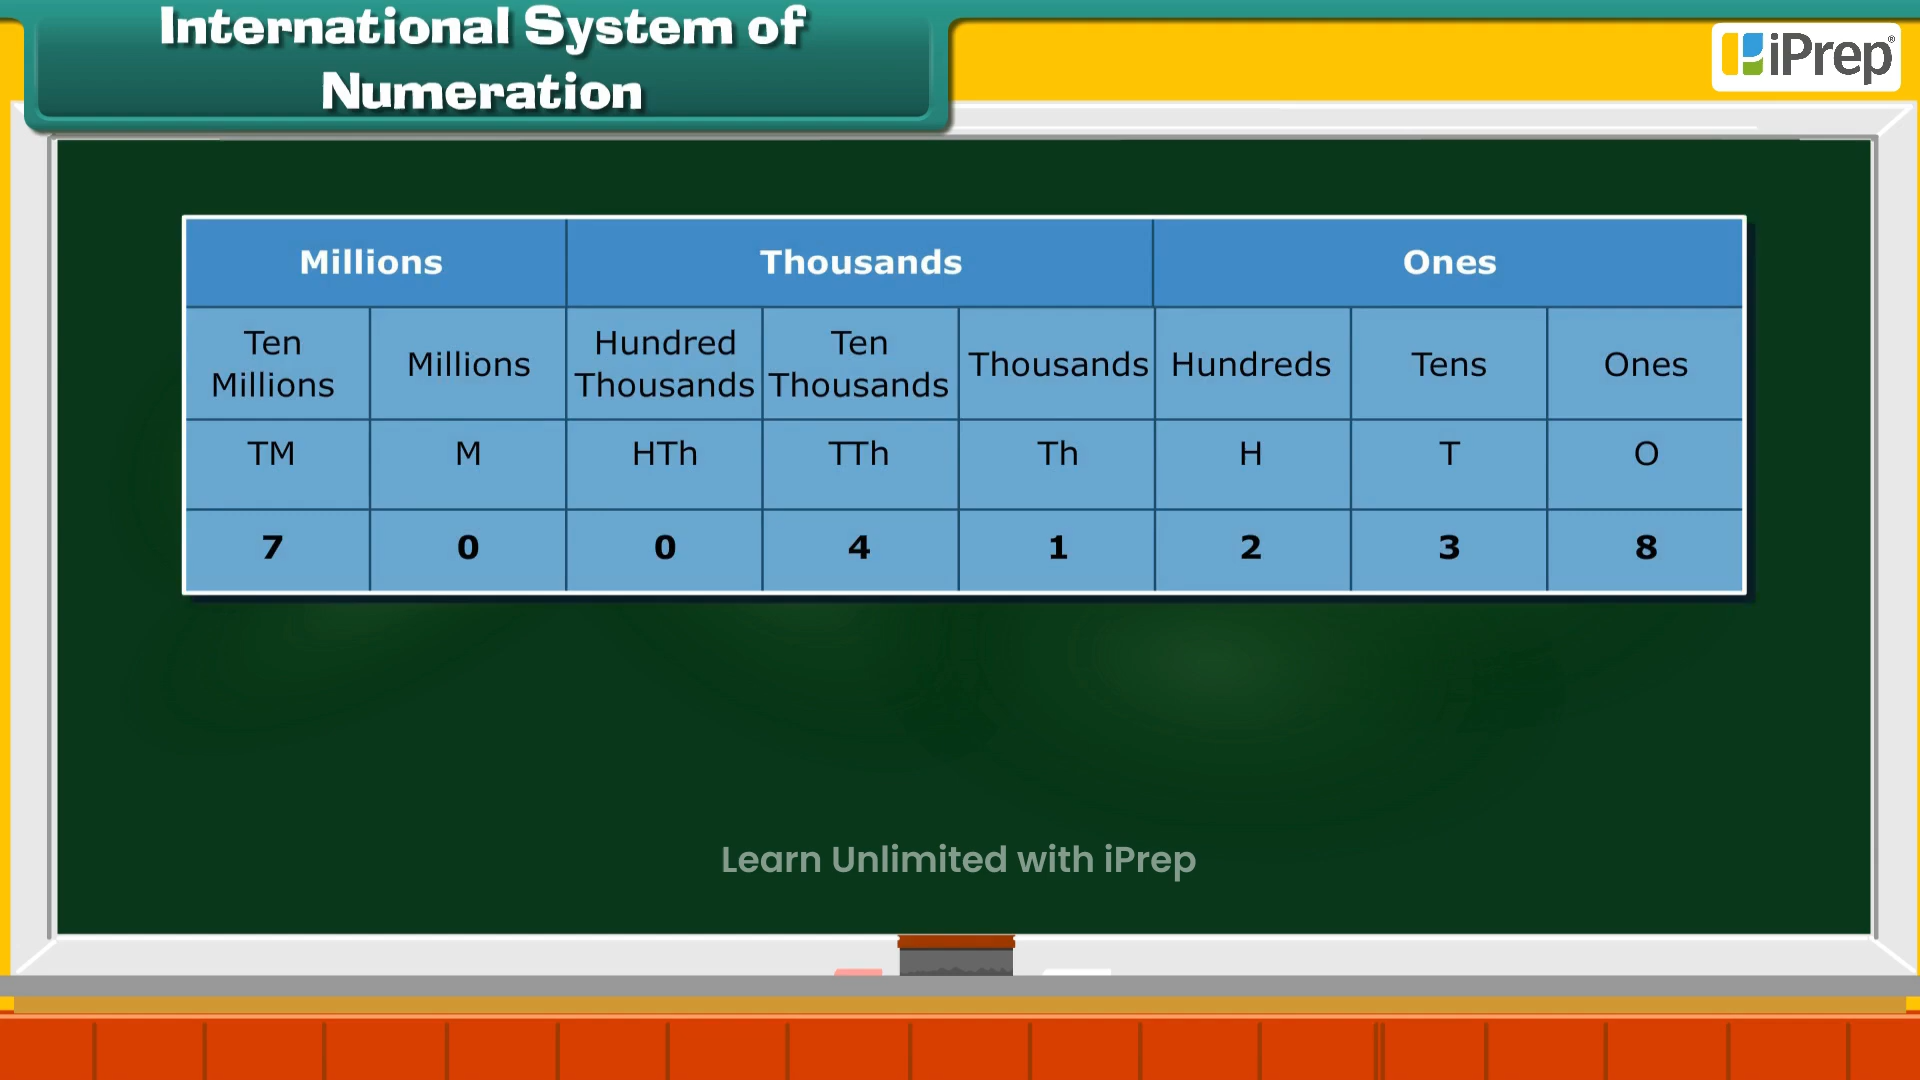 International System of
Numeration
iPrep®
Millions Thousands Ones
Ten Millions Millions Hundred Thousands Ten Thousands Thousands Hundreds Tens Ones
TM M HTh TTh Th H T O
7 0 0 4 1 2 3 8
Learn Unlimited with iPrep